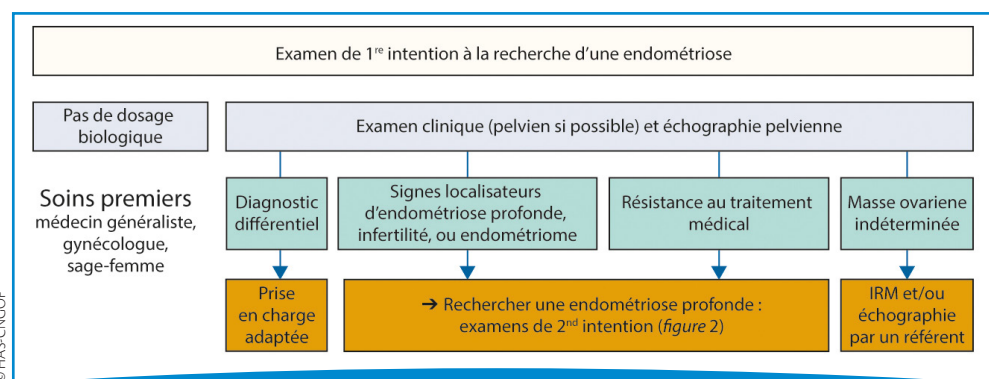 Examen de 1re intention à la recherche d'une endométriose
Pas de dosage
biologique
Examen clinique (pelvien si possible) et échographie pelvienne
Soins premiers
médecin généraliste,
gynécologue,
sage-femme
Diagnostic
différentiel
Signes localisateurs
d'endométriose profonde,
infertilité, ou endométriome
Résistance au traitement
médical
Masse ovariene
indéterminée
Prise
en charge
adaptée
➔ Rechercher une endométriose profonde :
examens de 2nd intention (figure 2)
IRM et/ou
échographie
par un référent
HAS-CNGOF